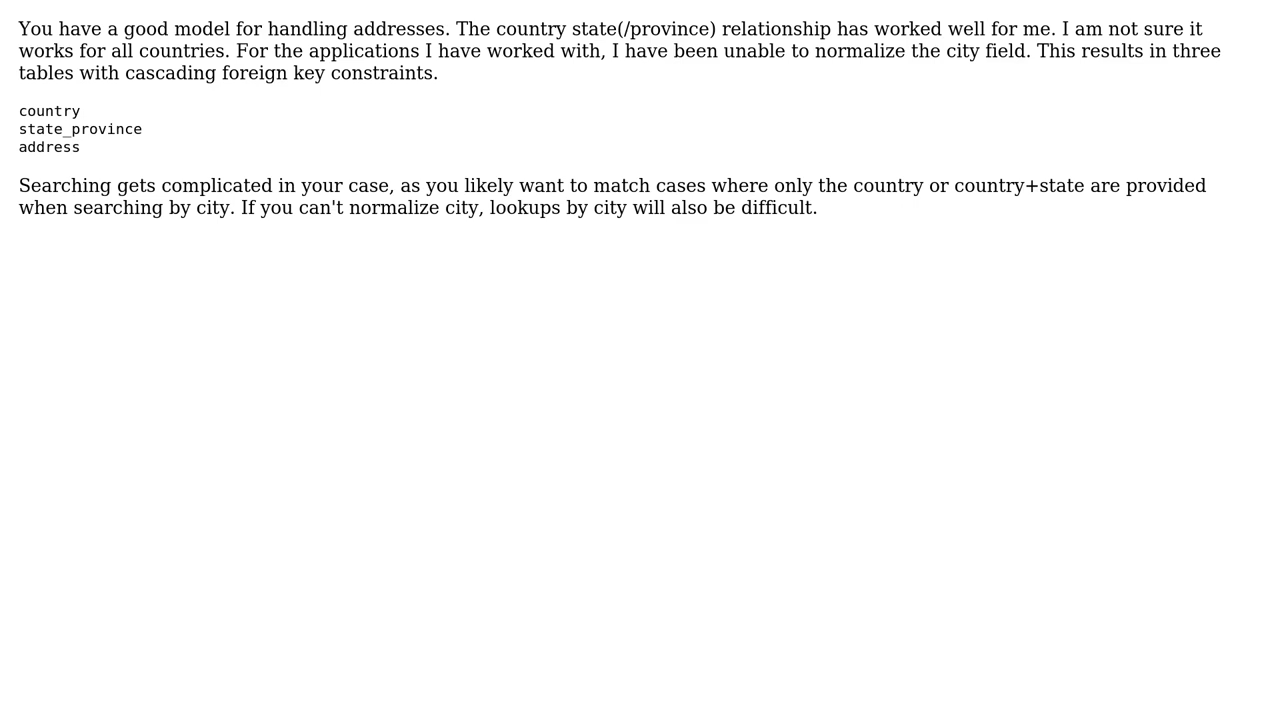 You have a good model for handling addresses. The country state(/province) relationship has worked well for me. I am not sure it
works for all countries. For the applications I have worked with, I have been unable to normalize the city field. This results in three
tables with cascading foreign key constraints.
country
state_province
address
Searching gets complicated in your case, as you likely want to match cases where only the country or country+state are provided
when searching by city. If you can't normalize city, lookups by city will also be difficult.